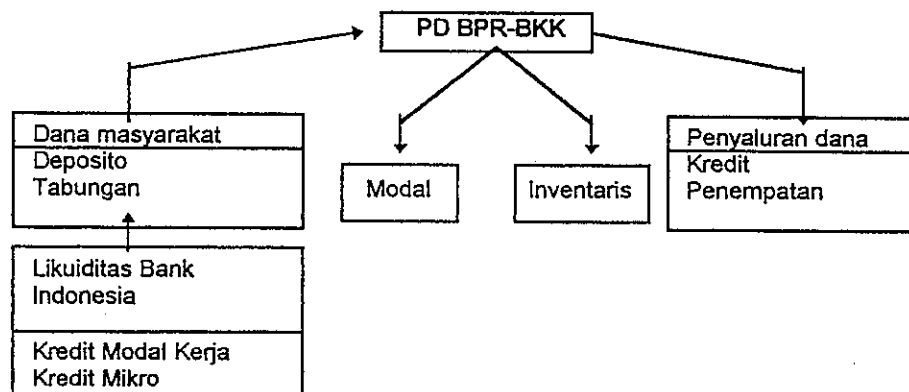 PD BPR-BKK
Dana masyarakat
Deposito
Tabungan
Modal
Inventaris
Penyaluran dana
Kredit
Penempatan
Likuiditas Bank
Indonesia
Kredit Modal Kerja
Kredit Mikro